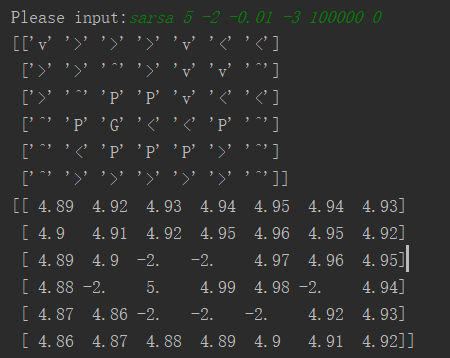 Please input:sarsa 5 -2 -0.01 -3 100000 0
[['v' '>' '>' '>' 'v' '<' '<']
['>' '>' '^' '>' 'v' 'v' '^']
['>' '^' 'P' 'P' 'v' '<' '<']
['^' 'P' 'G' '<' '<' 'P' '^']
['^' '<' 'P' 'P' 'P' '>' '^']
['^' '>' '>' '>' '>' '>' '^']]
[[ 4.89 4.92 4.93 4.94 4.95 4.94 4.93]
[ 4.9 4.91 4.92 4.95 4.96 4.95 4.92]
[ 4.89 4.9 -2. -2. 4.97 4.96 4.95]
[ 4.88 -2. 5. 4.99 4.98 -2. 4.94]
[ 4.87 4.86 -2. -2. -2. 4.92 4.93]
[ 4.86 4.87 4.88 4.89 4.9 4.91 4.92]]